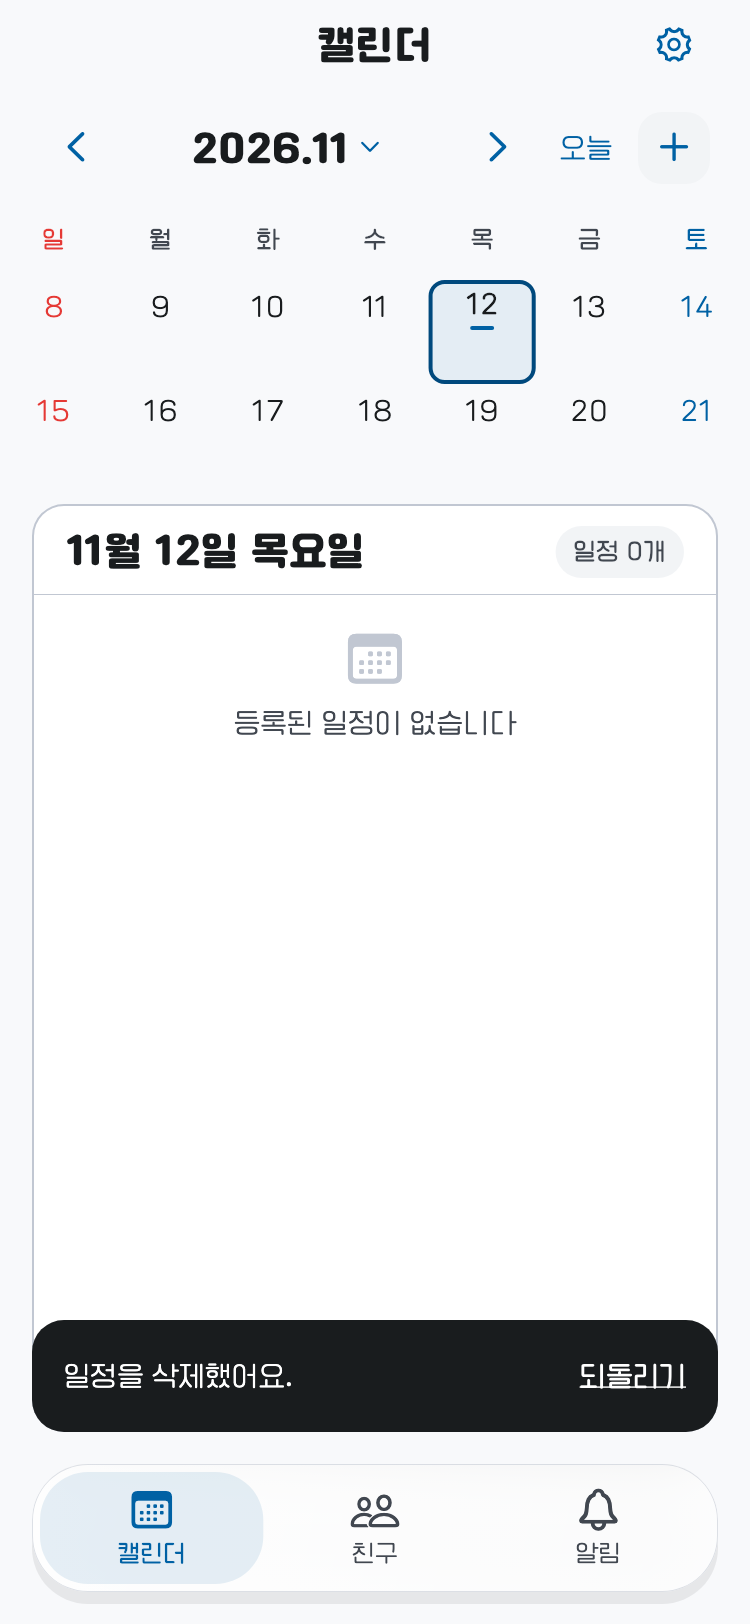 캘린더
2026.11 오늘
일 월 화 수 목 금 토
8 9 10 11 12 13 14
15 16 17 18 19 20 21
11월 12일 목요일 일정 0개
등록된 일정이 없습니다
일정을 삭제했어요. 되돌리기
캘린더 친구 알림